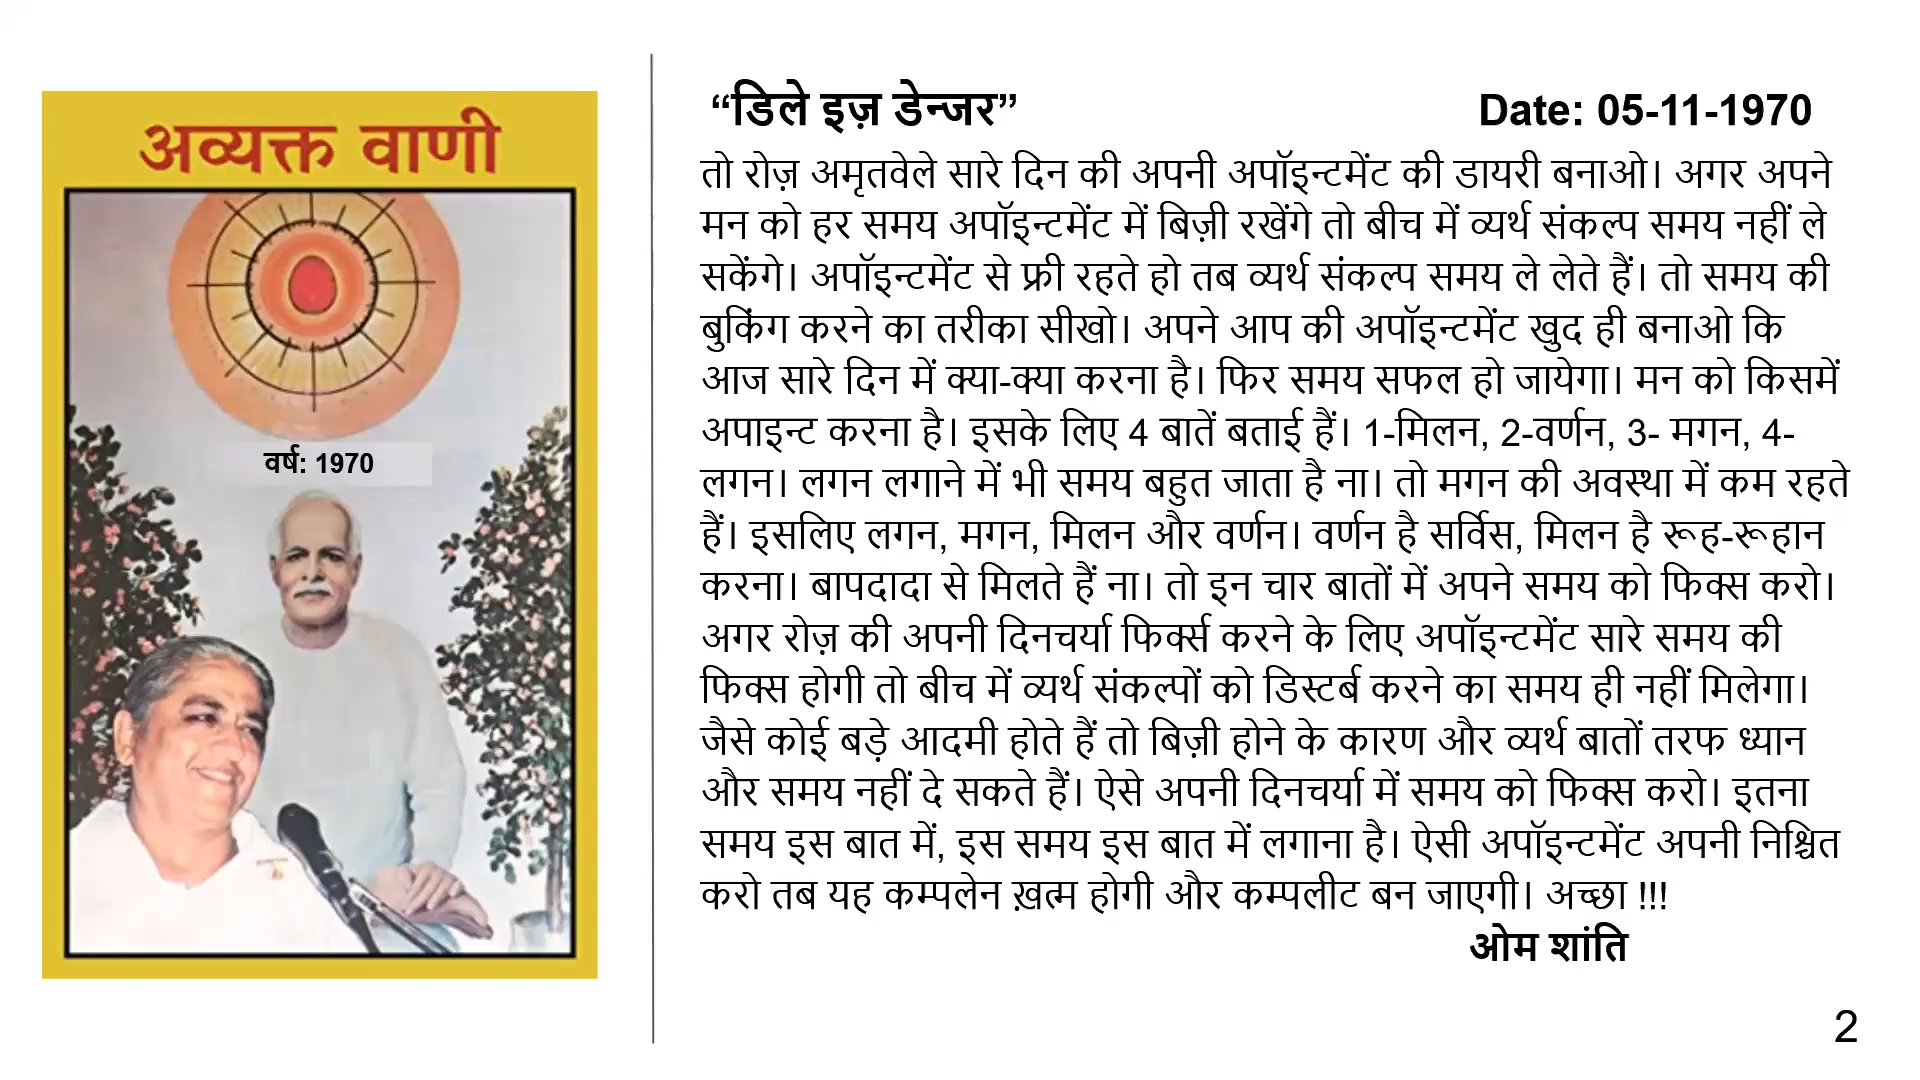 अव्यक्त वाणी
वर्ष: 1970
“डिले इज़ डेन्जर” Date: 05-11-1970
तो रोज़ अमृतवेले सारे दिन की अपनी अपॉइन्टमेंट की डायरी बनाओ। अगर अपने
मन को हर समय अपॉइन्टमेंट में बिज़ी रखेंगे तो बीच में व्यर्थ संकल्प समय नहीं ले
सकेंगे। अपॉइन्टमेंट से फ्री रहते हो तब व्यर्थ संकल्प समय ले लेते हैं। तो समय की
बुकिंग करने का तरीका सीखो। अपने आप की अपॉइन्टमेंट खुद ही बनाओ कि
आज सारे दिन में क्या-क्या करना है। फिर समय सफल हो जायेगा। मन को किसमें
अपाइन्ट करना है। इसके लिए 4 बातें बताई हैं। 1-मिलन, 2-वर्णन, 3- मगन, 4-
लगन। लगन लगाने में भी समय बहुत जाता है ना। तो मगन की अवस्था में कम रहते
हैं। इसलिए लगन, मगन, मिलन और वर्णन। वर्णन है सर्विस, मिलन है रूह-रूहान
करना। बापदादा से मिलते हैं ना। तो इन चार बातों में अपने समय को फिक्स करो।
अगर रोज़ की अपनी दिनचर्या फिर्क्स करने के लिए अपॉइन्टमेंट सारे समय की
फिक्स होगी तो बीच में व्यर्थ संकल्पों को डिस्टर्ब करने का समय ही नहीं मिलेगा।
जैसे कोई बड़े आदमी होते हैं तो बिज़ी होने के कारण और व्यर्थ बातों तरफ ध्यान
और समय नहीं दे सकते हैं। ऐसे अपनी दिनचर्या में समय को फिक्स करो। इतना
समय इस बात में, इस समय इस बात में लगाना है। ऐसी अपॉइन्टमेंट अपनी निश्चित
करो तब यह कम्पलेन ख़त्म होगी और कम्पलीट बन जाएगी। अच्छा !!!
ओम शांति
2